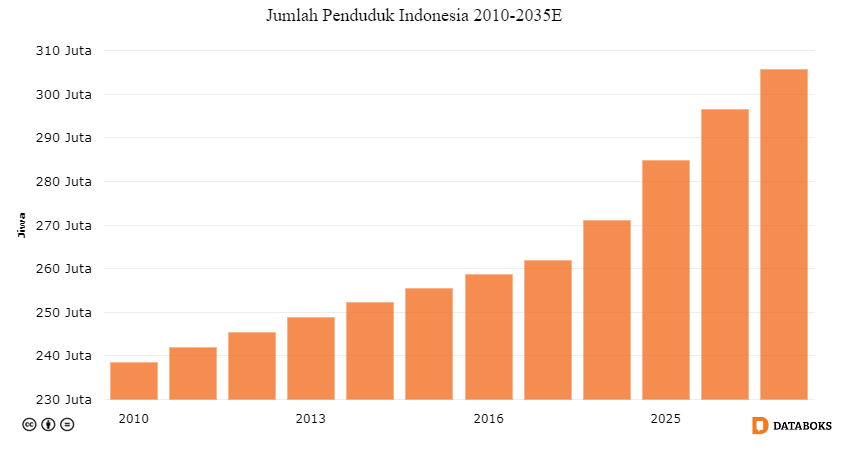 Jumlah Penduduk Indonesia 2010-2035E
310 Juta
300 Juta
290 Juta
280 Juta
270 Juta
260 Juta
250 Juta
240 Juta
230 Juta
Jiwa
2010
2013
2016
2025
cc
DATABOKS